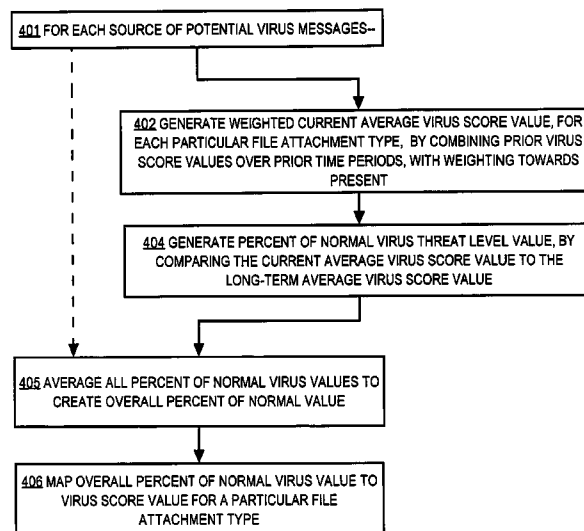 401 FOR EACH SOURCE OF POTENTIAL VIRUS MESSAGES--
402 GENERATE WEIGHTED CURRENT AVERAGE VIRUS SCORE VALUE, FOR
EACH PARTICULAR FILE ATTACHMENT TYPE, BY COMBINING PRIOR VIRUS
SCORE VALUES OVER PRIOR TIME PERIODS, WITH WEIGHTING TOWARDS
PRESENT
404 GENERATE PERCENT OF NORMAL VIRUS THREAT LEVEL VALUE, BY
COMPARING THE CURRENT AVERAGE VIRUS SCORE VALUE TO THE
LONG-TERM AVERAGE VIRUS SCORE VALUE
405 AVERAGE ALL PERCENT OF NORMAL VIRUS VALUES TO
CREATE OVERALL PERCENT OF NORMAL VALUE
406 MAP OVERALL PERCENT OF NORMAL VIRUS VALUE TO
VIRUS SCORE VALUE FOR A PARTICULAR FILE
ATTACHMENT TYPE